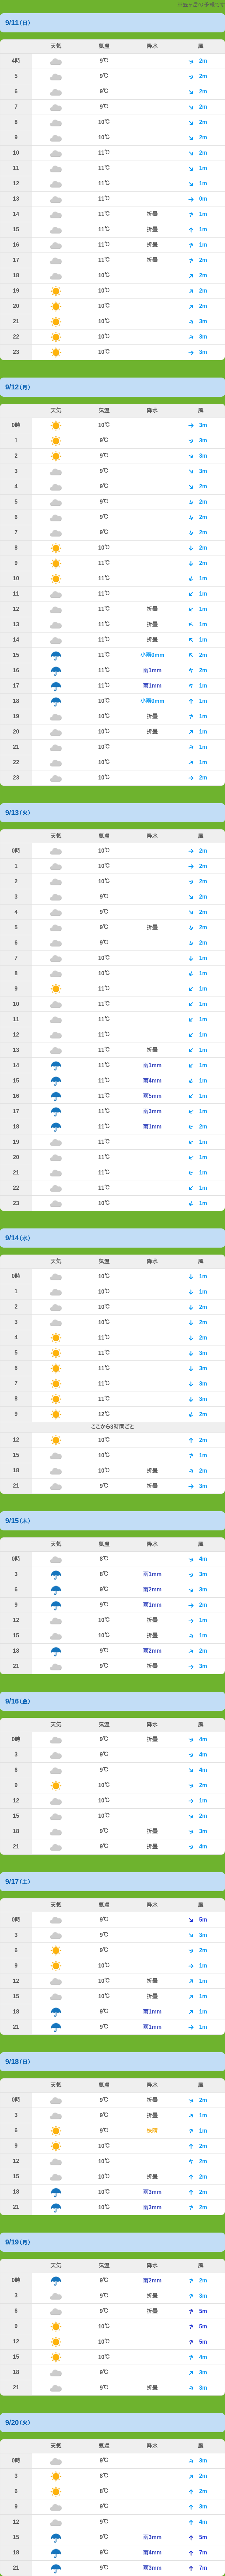 の予報です
9/11(日)
天気 気温 降水 風
4時 9℃ 2m
5 9℃ 2m
6 9℃ 2m
7 9℃ 2m
8 10℃ 2m
9 10℃ 2m
10 11℃ 2m
11 11℃ 1m
12 11℃ 1m
13 11℃ 0m
14 11℃ 折曇 1m
15 11℃ 折曇 1m
16 11℃ 折曇 1m
17 11℃ 折曇 2m
18 10℃ 2m
19 10℃ 2m
20 10℃ 2m
21 10℃ 3m
22 10℃ 3m
23 10℃ 3m
9/12(月)
天気 気温 降水 風
0時 10℃ 3m
1 9℃ 3m
2 9℃ 3m
3 9℃ 3m
4 9℃ 2m
5 9℃ 2m
6 9℃ 2m
7 9℃ 2m
8 10℃ 2m
9 11℃ 2m
10 11℃ 1m
11 11℃ 1m
12 11℃ 折曇 1m
13 11℃ 折曇 1m
14 11℃ 折曇 1m
15 11℃ 小雨0mm 2m
16 11℃ 雨1mm 2m
17 11℃ 雨1mm 1m
18 10℃ 小雨0mm 1m
19 10℃ 折曇 1m
20 10℃ 折曇 1m
21 10℃ 1m
22 10℃ 1m
23 10℃ 2m
9/13(火)
天気 気温 降水 風
0時 10℃ 2m
1 10℃ 2m
2 10℃ 2m
3 9℃ 2m
4 9℃ 2m
5 9℃ 折曇 2m
6 9℃ 2m
7 10℃ 1m
8 10℃ 1m
9 11℃ 1m
10 11℃ 1m
11 11℃ 1m
12 11℃ 1m
13 11℃ 折曇 1m
14 11℃ 雨1mm 1m
15 11℃ 雨4mm 1m
16 11℃ 雨5mm 1m
17 11℃ 雨3mm 1m
18 11℃ 雨1mm 2m
19 11℃ 1m
20 11℃ 1m
21 11℃ 1m
22 11℃ 1m
23 10℃ 1m
9/14(水)
天気 気温 降水 風
0時 10℃ 1m
1 10℃ 1m
2 10℃ 2m
3 10℃ 2m
4 11℃ 2m
5 11℃ 3m
6 11℃ 3m
7 11℃ 3m
8 11℃ 3m
9 12℃ 2m
ここから3時間ごと
12 10℃ 2m
15 10℃ 1m
18 10℃ 折曇 2m
21 9℃ 折曇 3m
9/15(木)
天気 気温 降水 風
0時 8℃ 4m
3 8℃ 雨1mm 3m
6 9℃ 雨2mm 3m
9 9℃ 雨1mm 2m
12 10℃ 折曇 1m
15 10℃ 折曇 1m
18 9℃ 雨2mm 2m
21 9℃ 折曇 3m
9/16(金)
天気 気温 降水 風
0時 9℃ 折曇 4m
3 9℃ 4m
6 9℃ 4m
9 10℃ 2m
12 10℃ 1m
15 10℃ 2m
18 9℃ 折曇 3m
21 9℃ 折曇 4m
9/17(土)
天気 気温 降水 風
0時 9℃ 5m
3 9℃ 3m
6 9℃ 2m
9 10℃ 1m
12 10℃ 折曇 1m
15 10℃ 折曇 1m
18 9℃ 雨1mm 1m
21 9℃ 雨1mm 1m
9/18(日)
天気 気温 降水 風
0時 9℃ 折曇 2m
3 9℃ 折曇 1m
6 9℃ 快晴 1m
9 10℃ 2m
12 10℃ 2m
15 10℃ 折曇 2m
18 10℃ 雨3mm 2m
21 10℃ 雨3mm 2m
9/19(月)
天気 気温 降水 風
0時 9℃ 雨2mm 2m
3 9℃ 折曇 3m
6 9℃ 折曇 5m
9 10℃ 5m
12 10℃ 5m
15 10℃ 4m
18 9℃ 3m
21 9℃ 折曇 3m
9/20(火)
天気 気温 降水 風
0時 9℃ 3m
3 8℃ 2m
6 8℃ 2m
9 9℃ 3m
12 9℃ 4m
15 9℃ 雨3mm 5m
18 9℃ 雨4mm 7m
21 9℃ 雨3mm 7m